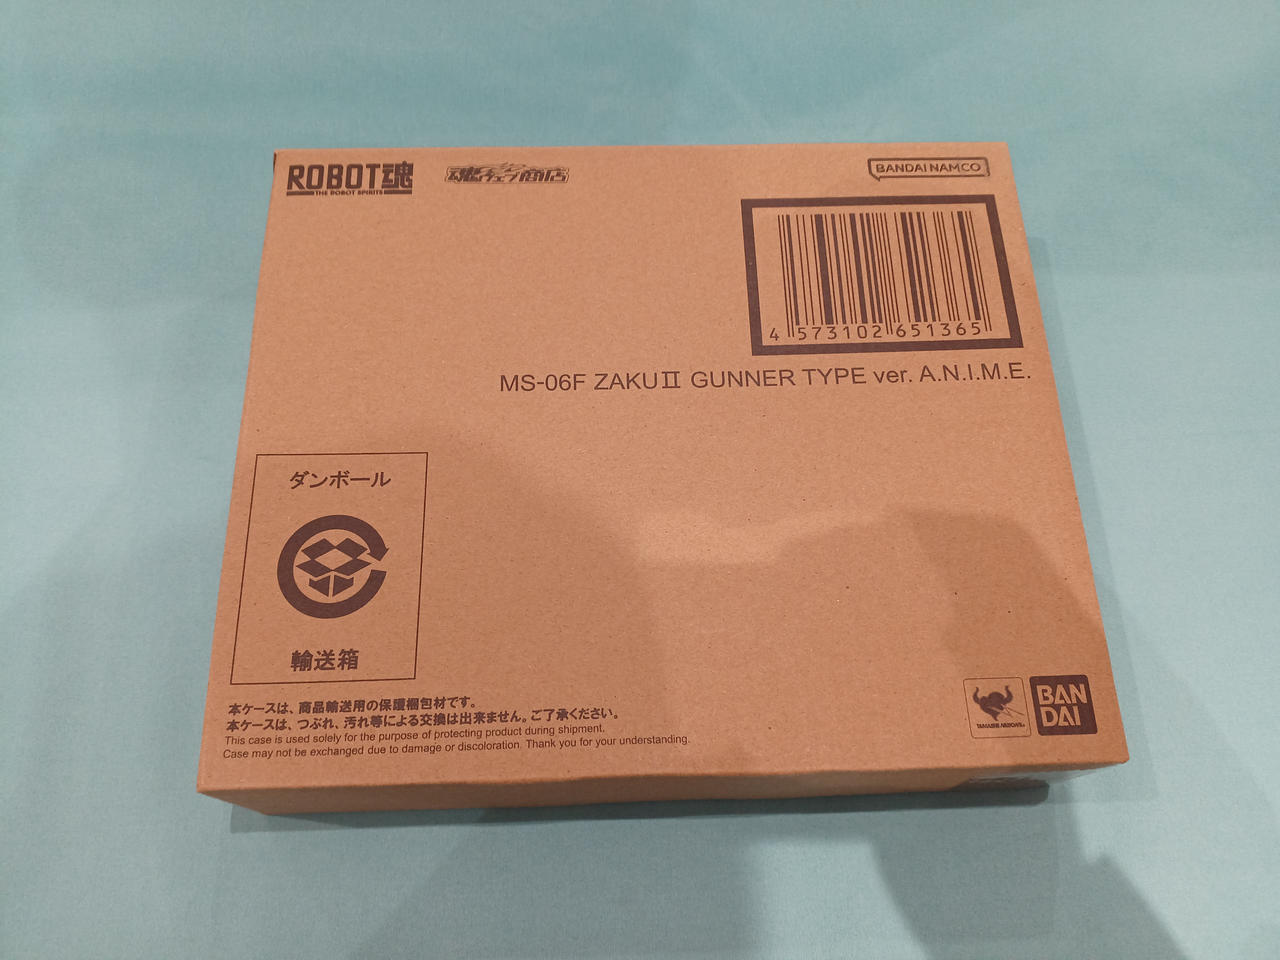 ROBOT魂
THE ROBOT SPIRITS
魂ウェブ商店
BANDAI NAMCO
4 573102 651365
MS-06F ZAKUⅡ GUNNER TYPE ver. A.N.I.M.E.
ダンボール
輸送箱
本ケースは、商品輸送用の保護梱包材です。
本ケースは、つぶれ、汚れ等による交換は出来ません。ご了承ください。
This case is used solely for the purpose of protecting product during shipment.
Case may not be exchanged due to damage or discoloration. Thank you for your understanding.
TAMASHII NATIONS
BAN
DAI